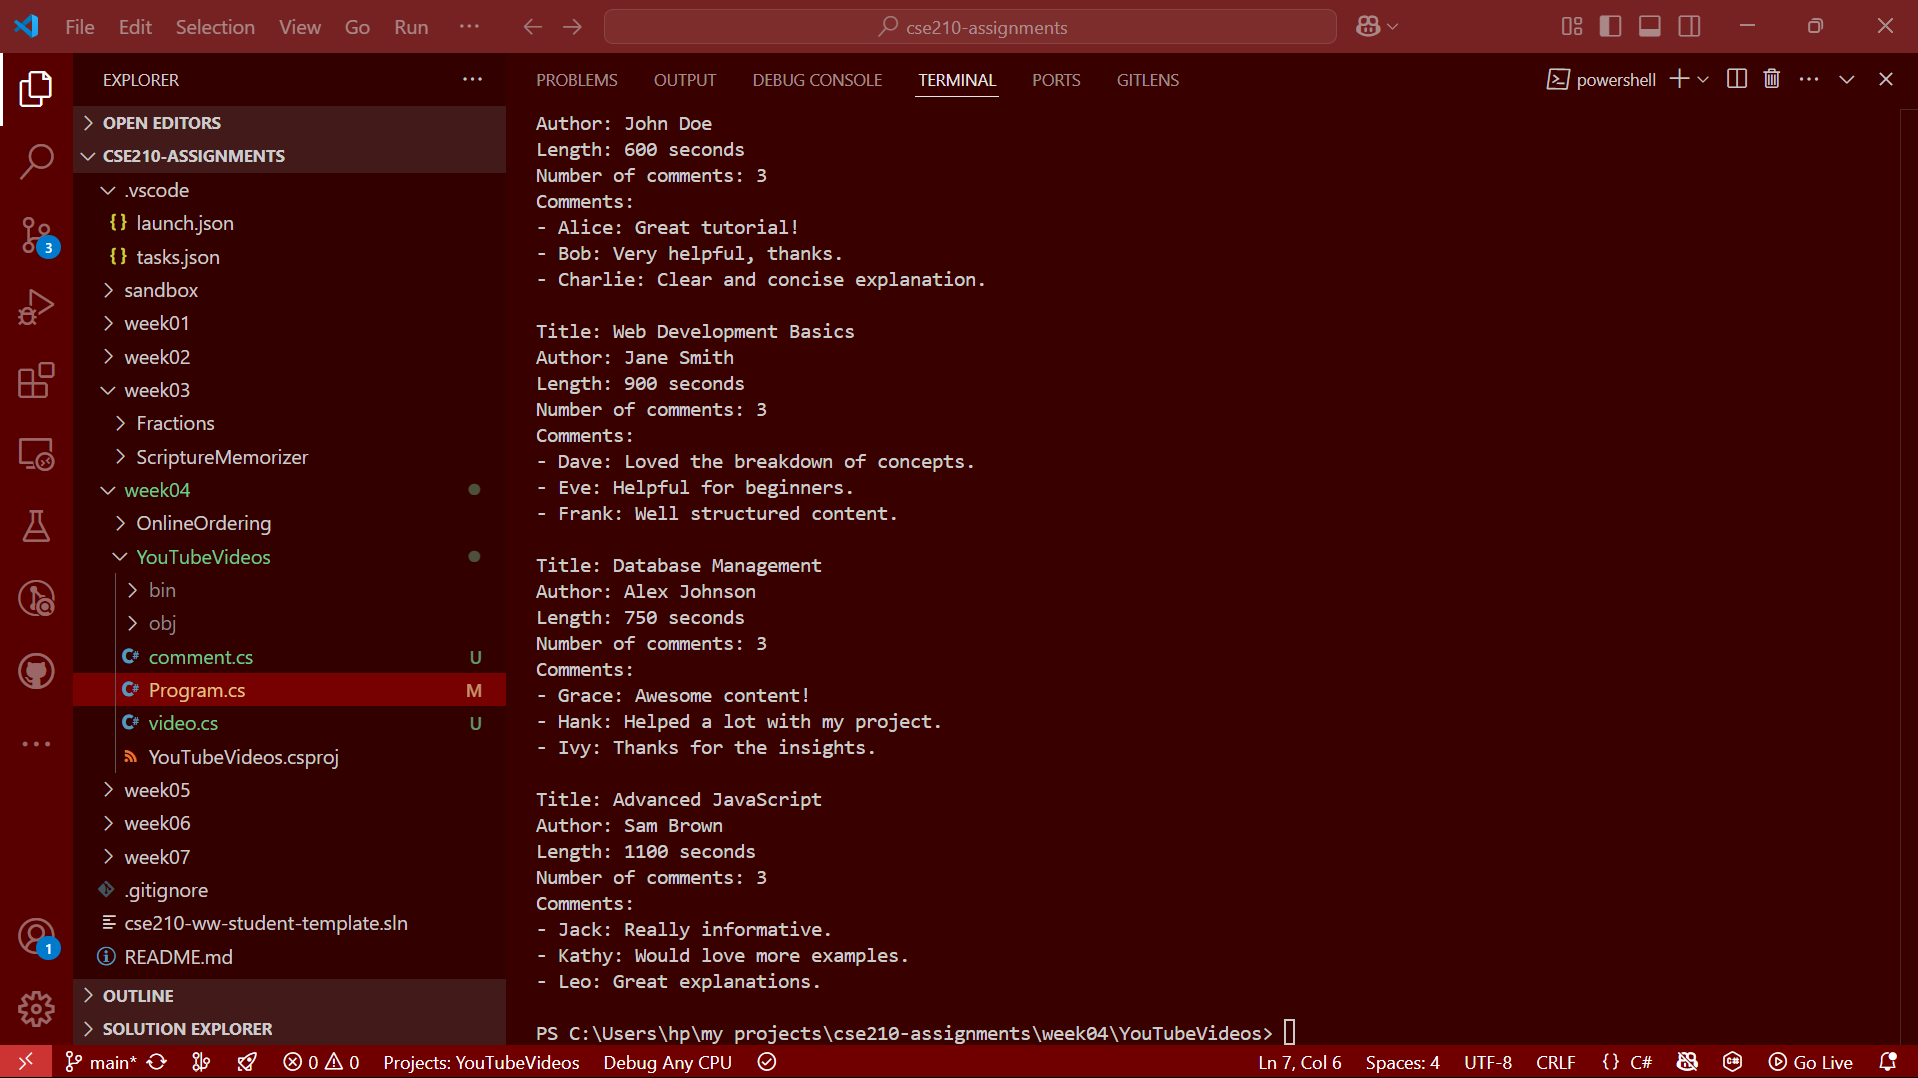 File Edit Selection View Go Run ···
cse210-assignments
EXPLORER ···
OPEN EDITORS
CSE210-ASSIGNMENTS
.vscode
{} launch.json
{} tasks.json
sandbox
week01
week02
week03
Fractions
ScriptureMemorizer
week04
OnlineOrdering
YouTubeVideos
bin
obj
C# comment.cs U
C# Program.cs M
C# video.cs U
YouTubeVideos.csproj
week05
week06
week07
.gitignore
cse210-ww-student-template.sln
README.md
OUTLINE
SOLUTION EXPLORER
3
1
PROBLEMS OUTPUT DEBUG CONSOLE TERMINAL PORTS GITLENS
powershell
Author: John Doe
Length: 600 seconds
Number of comments: 3
Comments:
- Alice: Great tutorial!
- Bob: Very helpful, thanks.
- Charlie: Clear and concise explanation.
Title: Web Development Basics
Author: Jane Smith
Length: 900 seconds
Number of comments: 3
Comments:
- Dave: Loved the breakdown of concepts.
- Eve: Helpful for beginners.
- Frank: Well structured content.
Title: Database Management
Author: Alex Johnson
Length: 750 seconds
Number of comments: 3
Comments:
- Grace: Awesome content!
- Hank: Helped a lot with my project.
- Ivy: Thanks for the insights.
Title: Advanced JavaScript
Author: Sam Brown
Length: 1100 seconds
Number of comments: 3
Comments:
- Jack: Really informative.
- Kathy: Would love more examples.
- Leo: Great explanations.
PS C:\Users\hp\my projects\cse210-assignments\week04\YouTubeVideos>
main* 0 0 Projects: YouTubeVideos Debug Any CPU Ln 7, Col 6 Spaces: 4 UTF-8 CRLF {} C# Go Live